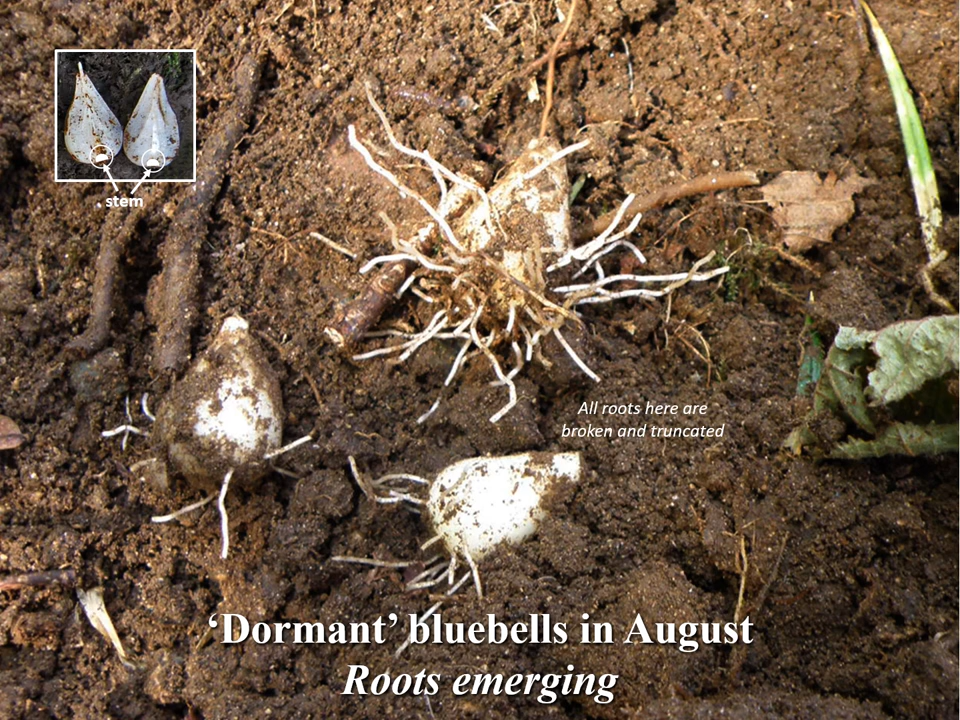 stem
All roots here are
broken and truncated
‘Dormant’ bluebells in August
Roots emerging